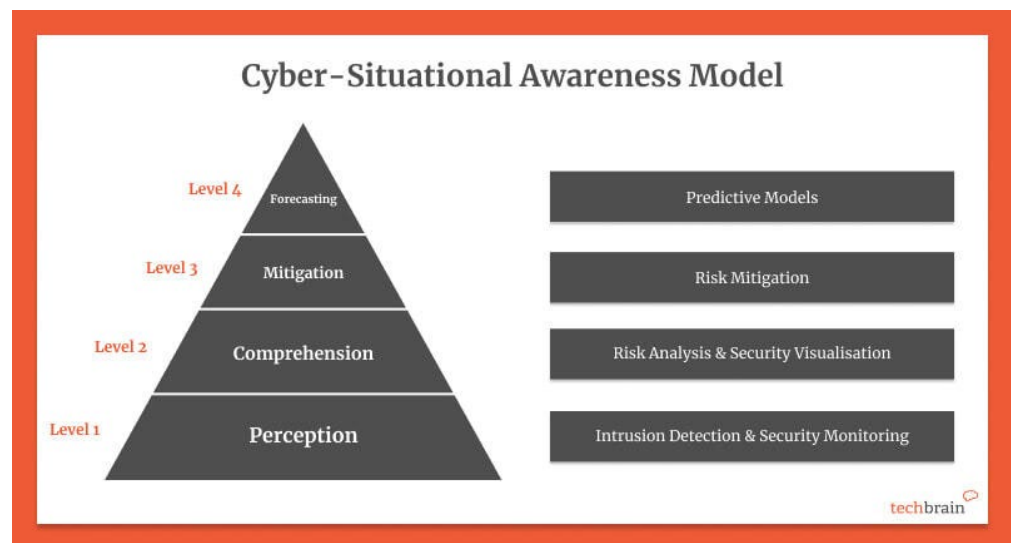 Cyber-Situational Awareness Model
Level 4
Forecasting
Predictive Models
Level 3
Mitigation
Risk Mitigation
Level 2
Comprehension
Risk Analysis & Security Visualisation
Level 1
Perception
Intrusion Detection & Security Monitoring
techbrain